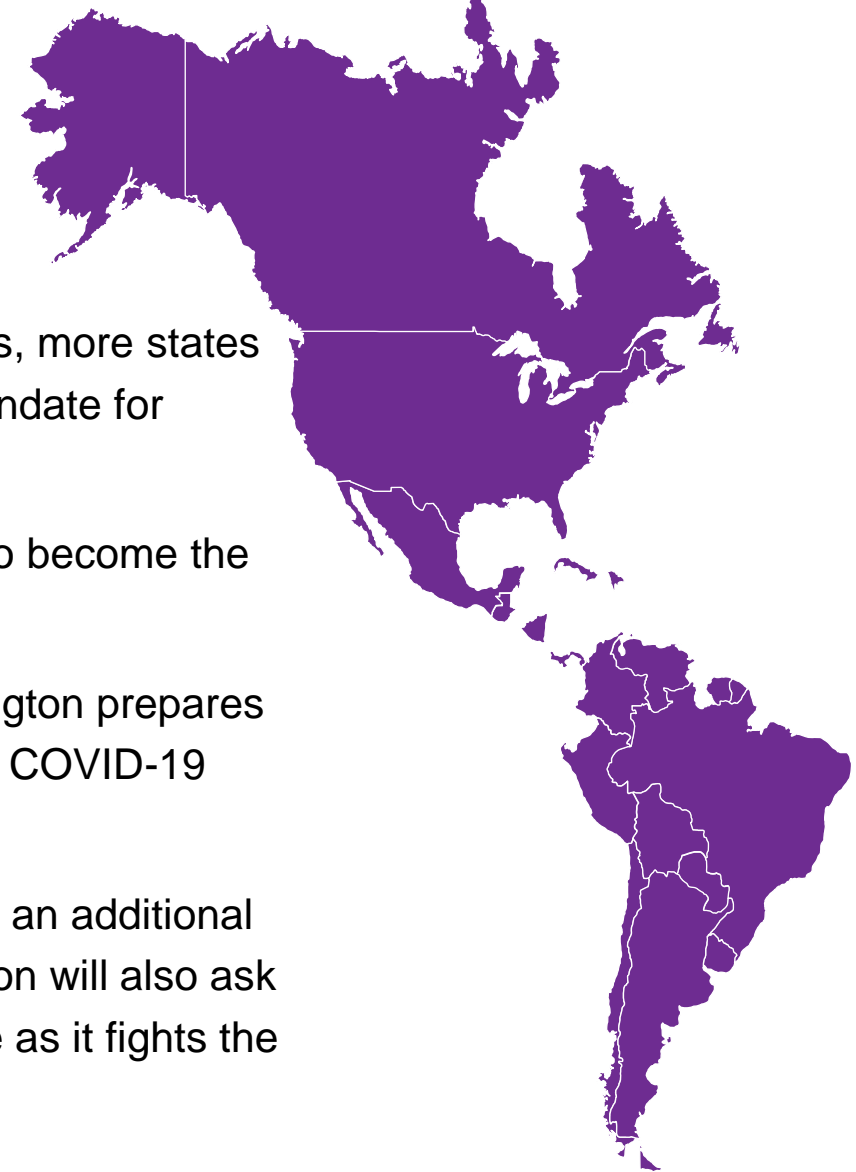 s, more states
ndate for
o become the
gton prepares
COVID-19
an additional
on will also ask
e as it fights the